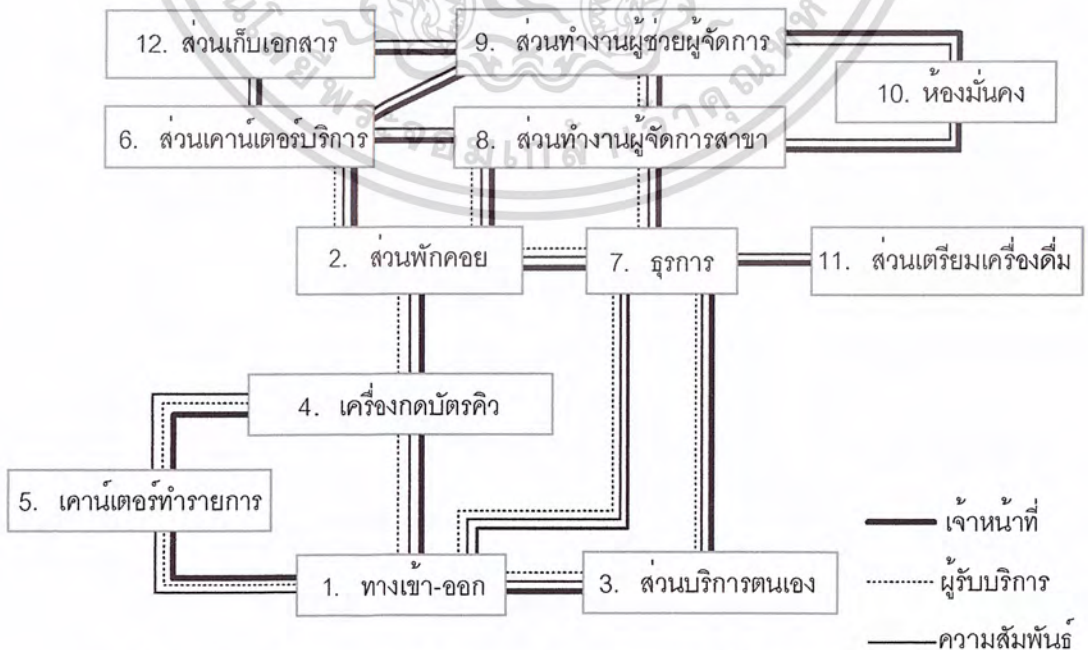 12. ส่วนเก็บเอกสาร
9. ส่วนทำงานผู้ช่วยผู้จัดการ
10. ห้องมั่นคง
6. ส่วนเคาน์เตอร์บริการ
8. ส่วนทำงานผู้จัดการสาขา
2. ส่วนพักคอย
7. ธุรการ
11. ส่วนเตรียมเครื่องดื่ม
4. เครื่องกดบัตรคิว
5. เคาน์เตอร์ทำรายการ
1. ทางเข้า-ออก
3. ส่วนบริการตนเอง
เจ้าหน้าที่
ผู้รับบริการ
ความสัมพันธ์